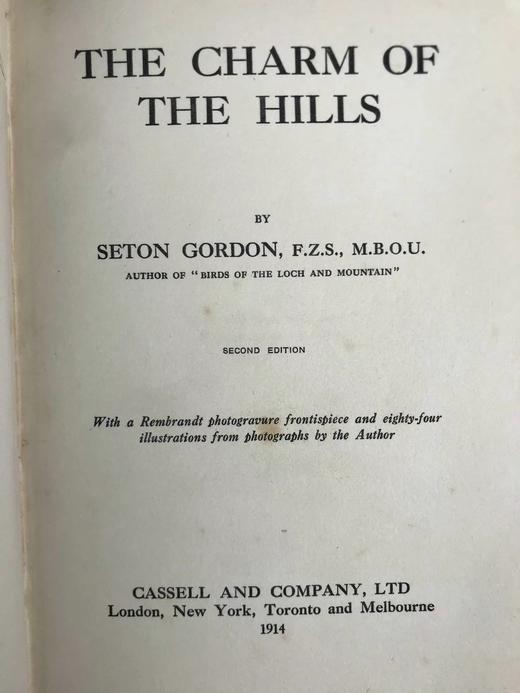 THE CHARM OF
THE HILLS
BY
SETON GORDON, F.Z.S., M.B.O.U.
AUTHOR OF "BIRDS OF THE LOCH AND MOUNTAIN"
SECOND EDITION
With a Rembrandt photogravure frontispiece and eighty-four
illustrations from photographs by the Author
CASSELL AND COMPANY, LTD
London, New York, Toronto and Melbourne
1914